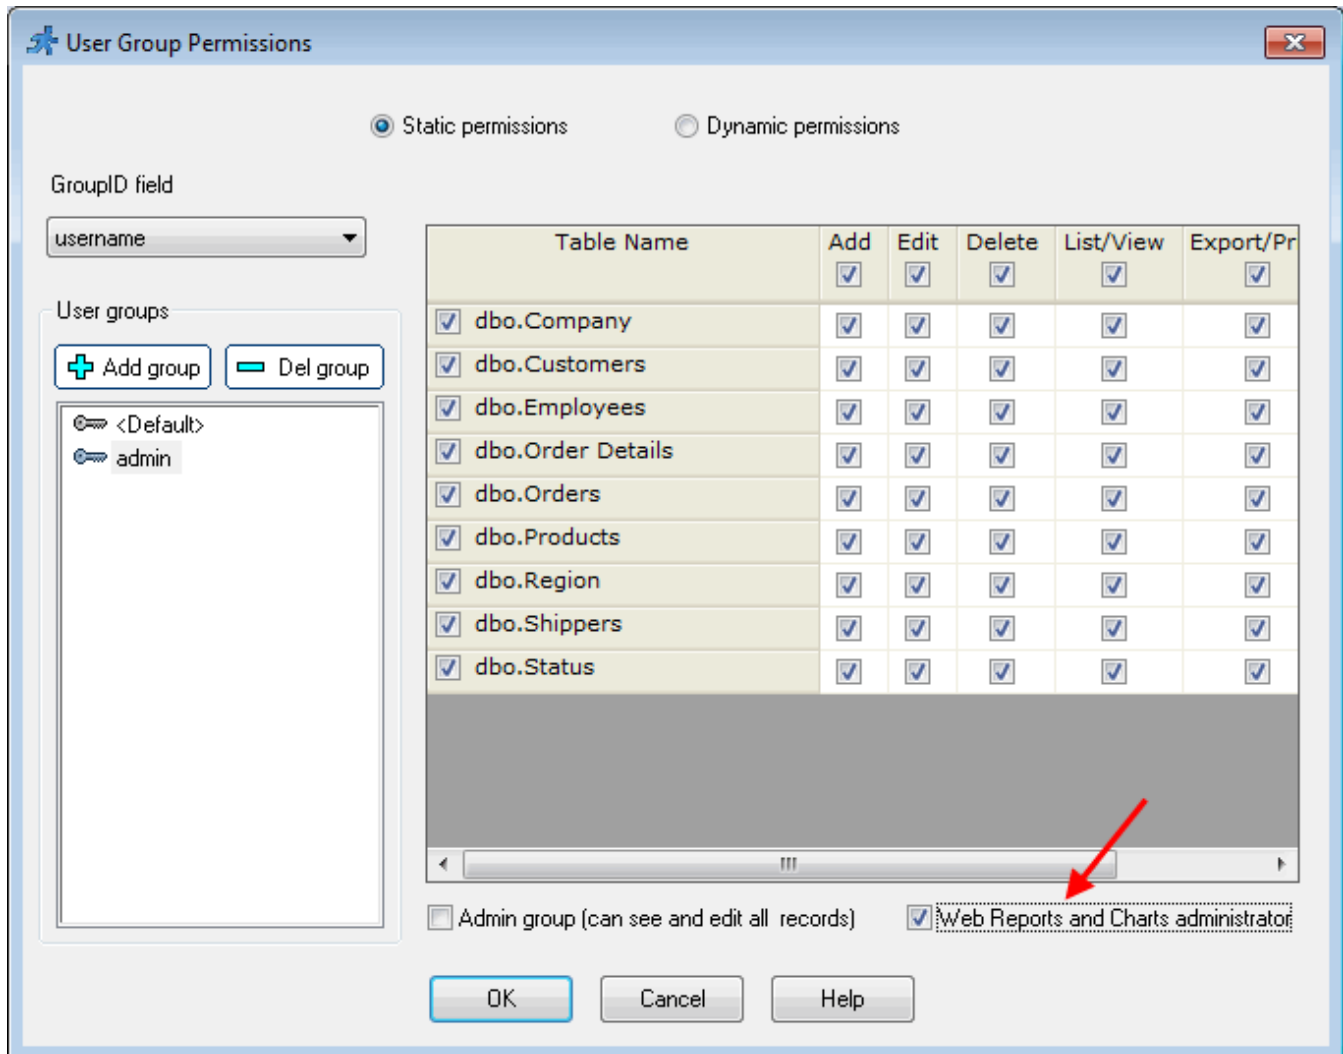 User Group Permissions
Static permissions
Dynamic permissions
GroupID field
username
Table Name Add Edit Delete List/View Export/Pr
User groups
Add group
Del group
<Default>
admin
dbo.Company
dbo.Customers
dbo.Employees
dbo.Order Details
dbo.Orders
dbo.Products
dbo.Region
dbo.Shippers
dbo.Status
Admin group (can see and edit all records)
Web Reports and Charts administrator
OK
Cancel
Help